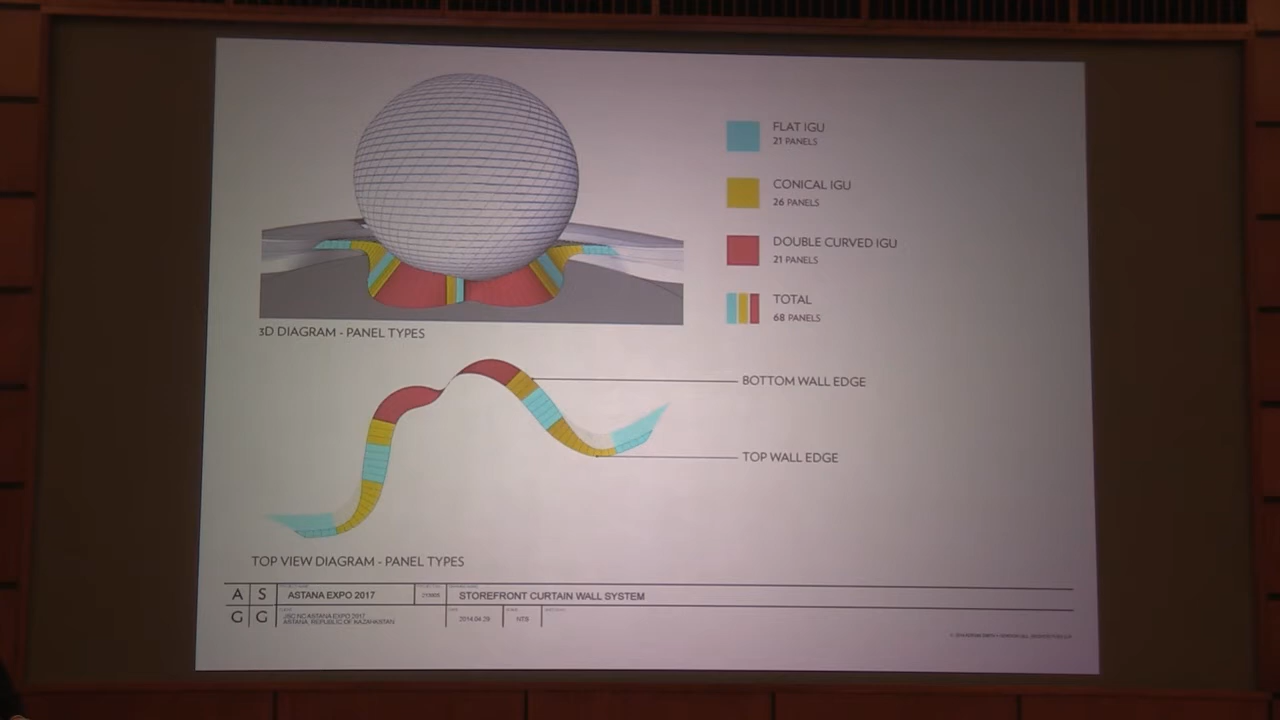 FLAT IGU
21 PANELS
CONICAL IGU
26 PANELS
DOUBLE CURVED IGU
21 PANELS
TOTAL
68 PANELS
3D DIAGRAM - PANEL TYPES
BOTTOM WALL EDGE
TOP WALL EDGE
TOP VIEW DIAGRAM - PANEL TYPES
A S
G G
ASTANA EXPO 2017
STOREFRONT CURTAIN WALL SYSTEM
JSC NC ASTANA EXPO 2017
ASTANA, REPUBLIC OF KAZAKHSTAN
2014.04.29
NTS